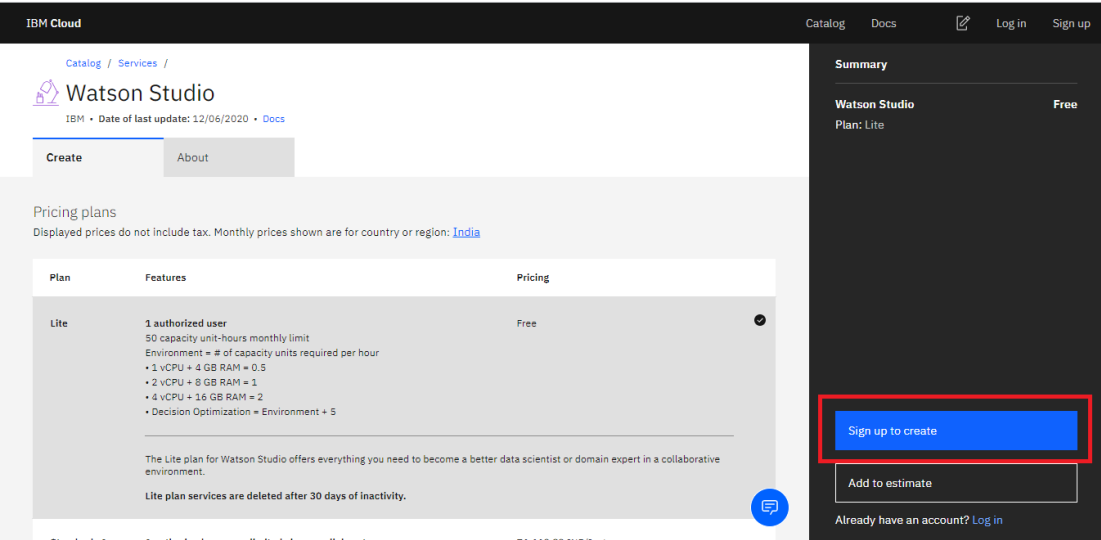 IBM Cloud
Catalog Docs Log in Sign up
Catalog / Services /
Watson Studio
IBM • Date of last update: 12/06/2020 • Docs
Create About
Pricing plans
Displayed prices do not include tax. Monthly prices shown are for country or region: India
Plan Features Pricing
Lite 1 authorized user Free
50 capacity unit-hours monthly limit
Environment = # of capacity units required per hour
• 1 vCPU + 4 GB RAM = 0.5
• 2 vCPU + 8 GB RAM = 1
• 4 vCPU + 16 GB RAM = 2
• Decision Optimization = Environment + 5
The Lite plan for Watson Studio offers everything you need to become a better data scientist or domain expert in a collaborative
environment.
Lite plan services are deleted after 30 days of inactivity.
Summary
Watson Studio Free
Plan: Lite
Sign up to create
Add to estimate
Already have an account? Log in